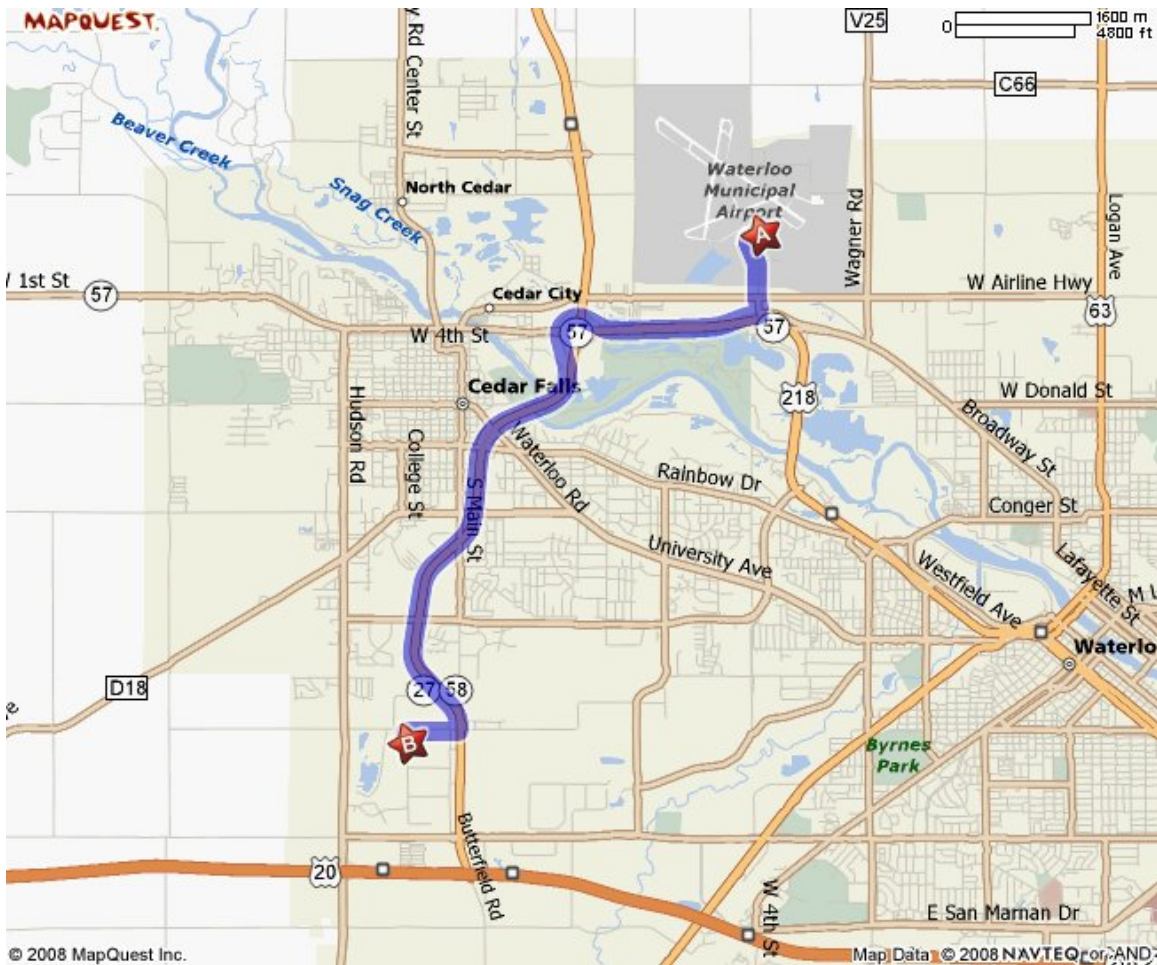 MAPQUEST.
V25
1600 m
0
4800 ft
C66
Center St
Beaver Creek
Snag Creek
North Cedar
Waterloo
Municipal
Airport
A
Wagner Rd
Logan Ave
1st St
57
Cedar City
W Airline Hwy
63
W 4th St
57
57
Cedar Falls
218
W Donald St
Hudson Rd
College St
S Main St
Waterloo Rd
Broadway St
Rainbow Dr
Conger St
University Ave
Westfield Ave
Lafayette St
M L
Waterlo
D18
27
58
B
Byrnes
Park
Butterfield Rd
20
W 4th St
E San Marnan Dr
© 2008 MapQuest Inc.
Map Data © 2008 NAVTEQ or AND